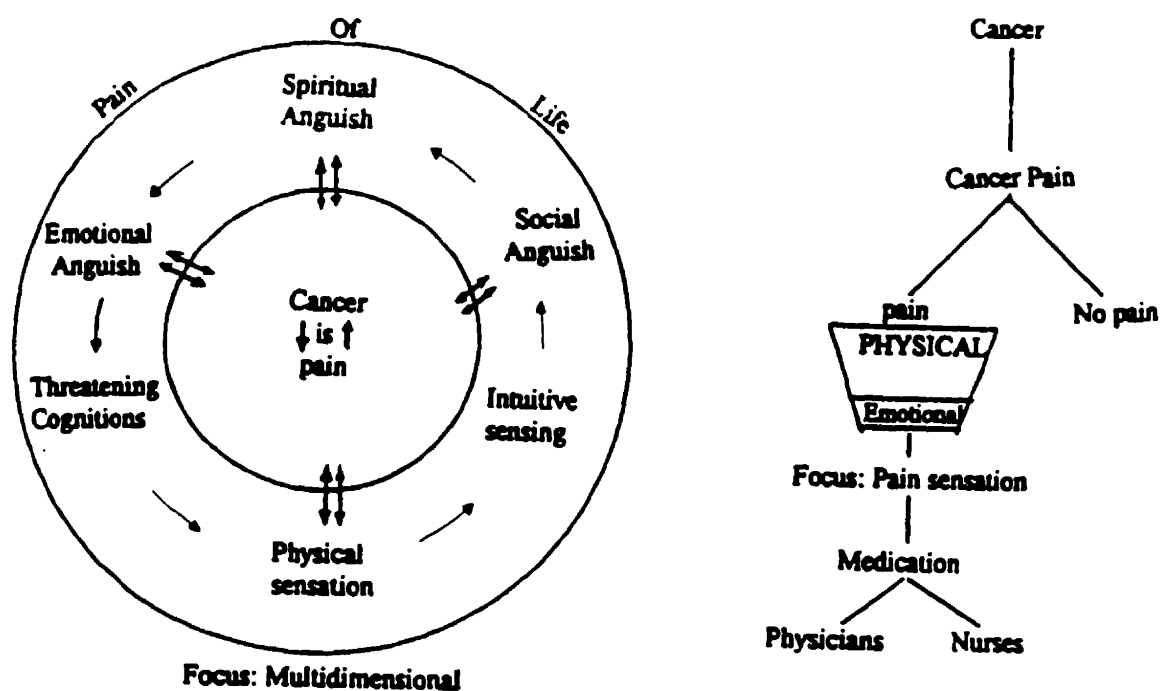 Pain Of Life
Spiritual
Anguish
Emotional
Anguish
Social
Anguish
Cancer
is
pain
Threatening
Cognitions
Intuitive
sensing
Physical
sensation
Focus: Multidimensional
Cancer
Cancer Pain
pain
No pain
PHYSICAL
Emotional
Focus: Pain sensation
Medication
Physicians
Nurses